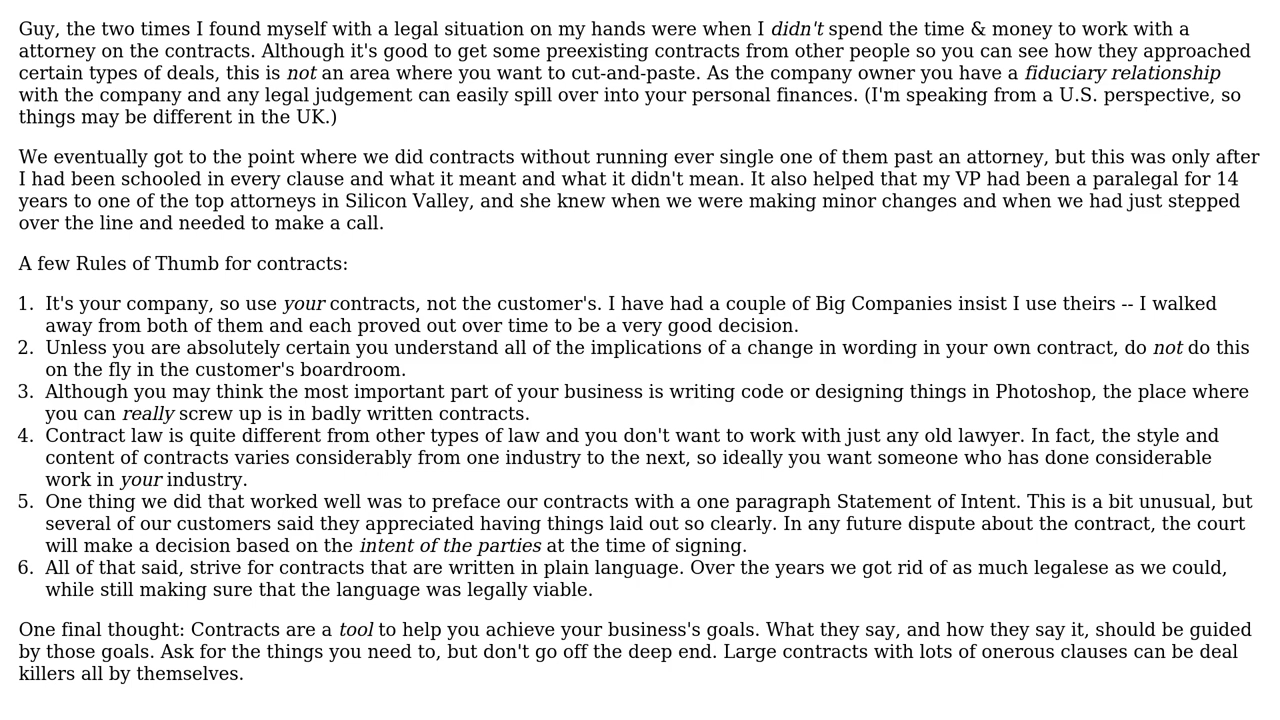 Guy, the two times I found myself with a legal situation on my hands were when I didn't spend the time & money to work with a
attorney on the contracts. Although it's good to get some preexisting contracts from other people so you can see how they approached
certain types of deals, this is not an area where you want to cut-and-paste. As the company owner you have a fiduciary relationship
with the company and any legal judgement can easily spill over into your personal finances. (I'm speaking from a U.S. perspective, so
things may be different in the UK.)
We eventually got to the point where we did contracts without running ever single one of them past an attorney, but this was only after
I had been schooled in every clause and what it meant and what it didn't mean. It also helped that my VP had been a paralegal for 14
years to one of the top attorneys in Silicon Valley, and she knew when we were making minor changes and when we had just stepped
over the line and needed to make a call.
A few Rules of Thumb for contracts:
1. It's your company, so use your contracts, not the customer's. I have had a couple of Big Companies insist I use theirs -- I walked
away from both of them and each proved out over time to be a very good decision.
2. Unless you are absolutely certain you understand all of the implications of a change in wording in your own contract, do not do this
on the fly in the customer's boardroom.
3. Although you may think the most important part of your business is writing code or designing things in Photoshop, the place where
you can really screw up is in badly written contracts.
4. Contract law is quite different from other types of law and you don't want to work with just any old lawyer. In fact, the style and
content of contracts varies considerably from one industry to the next, so ideally you want someone who has done considerable
work in your industry.
5. One thing we did that worked well was to preface our contracts with a one paragraph Statement of Intent. This is a bit unusual, but
several of our customers said they appreciated having things laid out so clearly. In any future dispute about the contract, the court
will make a decision based on the intent of the parties at the time of signing.
6. All of that said, strive for contracts that are written in plain language. Over the years we got rid of as much legalese as we could,
while still making sure that the language was legally viable.
One final thought: Contracts are a tool to help you achieve your business's goals. What they say, and how they say it, should be guided
by those goals. Ask for the things you need to, but don't go off the deep end. Large contracts with lots of onerous clauses can be deal
killers all by themselves.